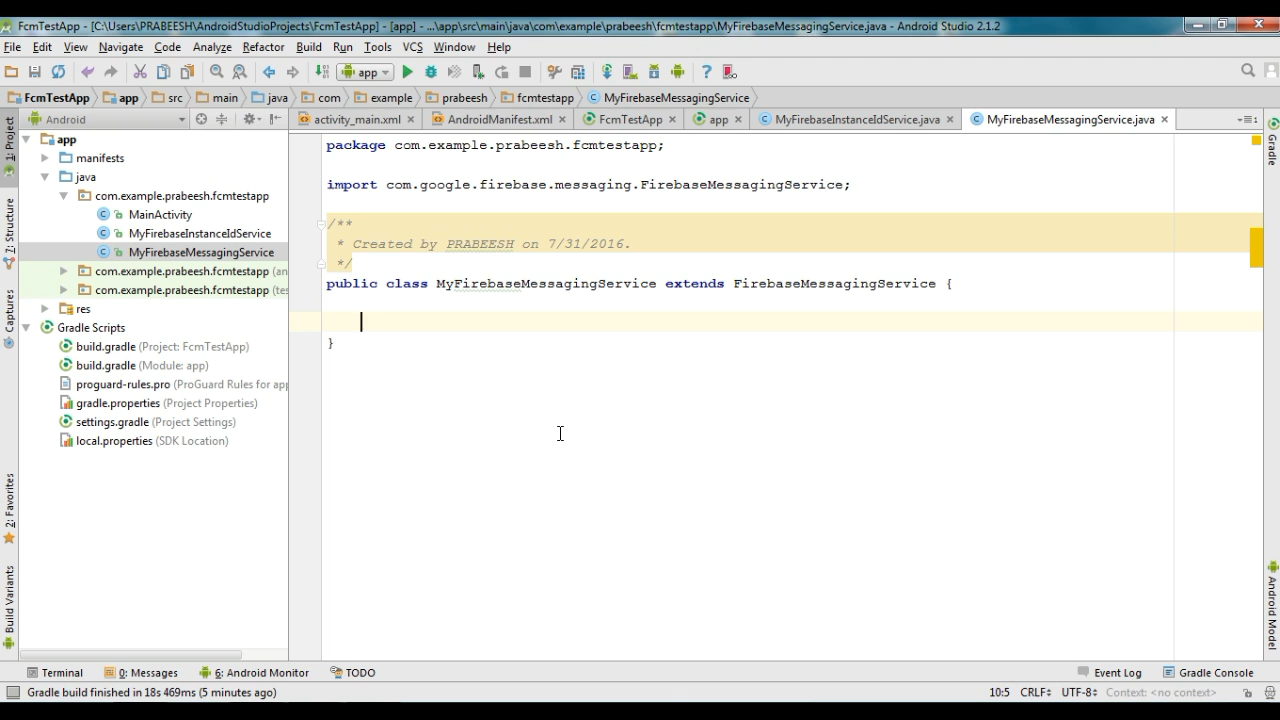 FcmTestApp - [C:\Users\PRABEESH\AndroidStudioProjects\FcmTestApp] - [app] - ...\app\src\main\java\com\example\prabeesh\fcmtestapp\MyFirebaseMessagingService.java - Android Studio 2.1.2
File Edit View Navigate Code Analyze Refactor Build Run Tools VCS Window Help
app
FcmTestApp app src main java com example prabeesh fcmtestapp MyFirebaseMessagingService
Android
activity_main.xml AndroidManifest.xml FcmTestApp app MyFirebaseInstanceIdService.java MyFirebaseMessagingService.java
1: Project
7: Structure
Captures
2: Favorites
Build Variants
app
manifests
java
com.example.prabeesh.fcmtestapp
MainActivity
MyFirebaseInstanceIdService
MyFirebaseMessagingService
com.example.prabeesh.fcmtestapp (an
com.example.prabeesh.fcmtestapp (tes
res
Gradle Scripts
build.gradle (Project: FcmTestApp)
build.gradle (Module: app)
proguard-rules.pro (ProGuard Rules for app
gradle.properties (Project Properties)
settings.gradle (Project Settings)
local.properties (SDK Location)
package com.example.prabeesh.fcmtestapp;
import com.google.firebase.messaging.FirebaseMessagingService;
/**
* Created by PRABEESH on 7/31/2016.
*/
public class MyFirebaseMessagingService extends FirebaseMessagingService {
}
Gradle
Android Model
Terminal 0: Messages 6: Android Monitor TODO Event Log Gradle Console
Gradle build finished in 18s 469ms (5 minutes ago) 10:5 CRLF UTF-8 Context: <no context>